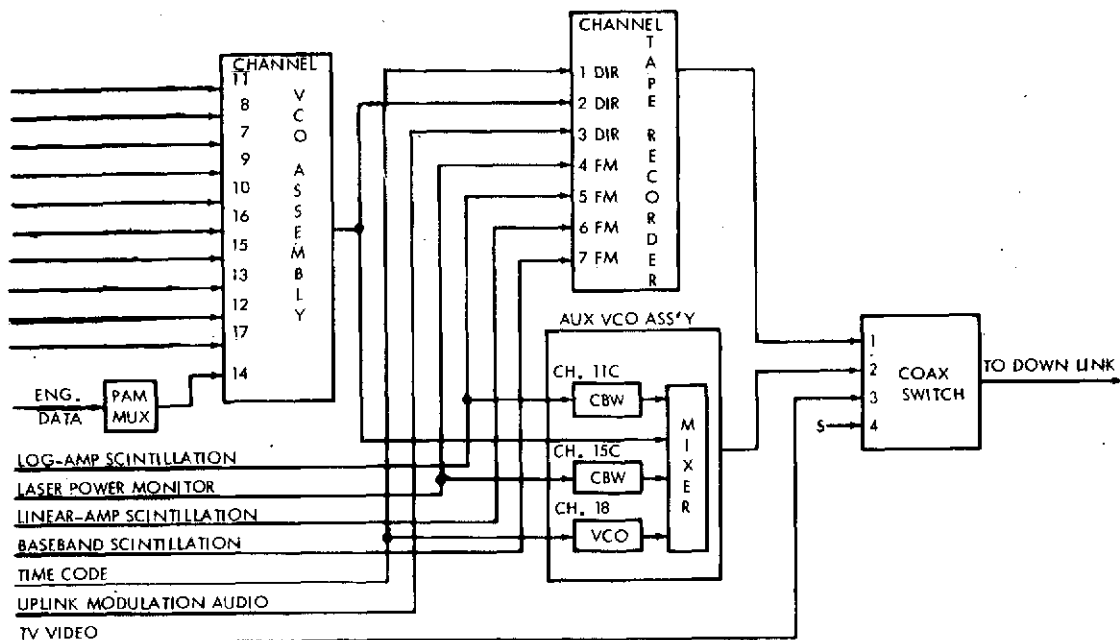 CHANNEL
11
8
7
9
10
16
15
13
12
17
14
VCO ASSEMBLY
ENG.
DATA
PAM
MUX
LOG-AMP SCINTILLATION
LASER POWER MONITOR
LINEAR-AMP SCINTILLATION
BASEBAND SCINTILLATION
TIME CODE
UPLINK MODULATION AUDIO
TV VIDEO
CHANNEL
1 DIR
2 DIR
3 DIR
4 FM
5 FM
6 FM
7 FM
TAPE RECORDER
AUX VCO ASS'Y
CH. 11C
CBW
CH. 15C
CBW
CH. 18
VCO
MIXER
1
2
3
S 4
COAX
SWITCH
TO DOWN LINK